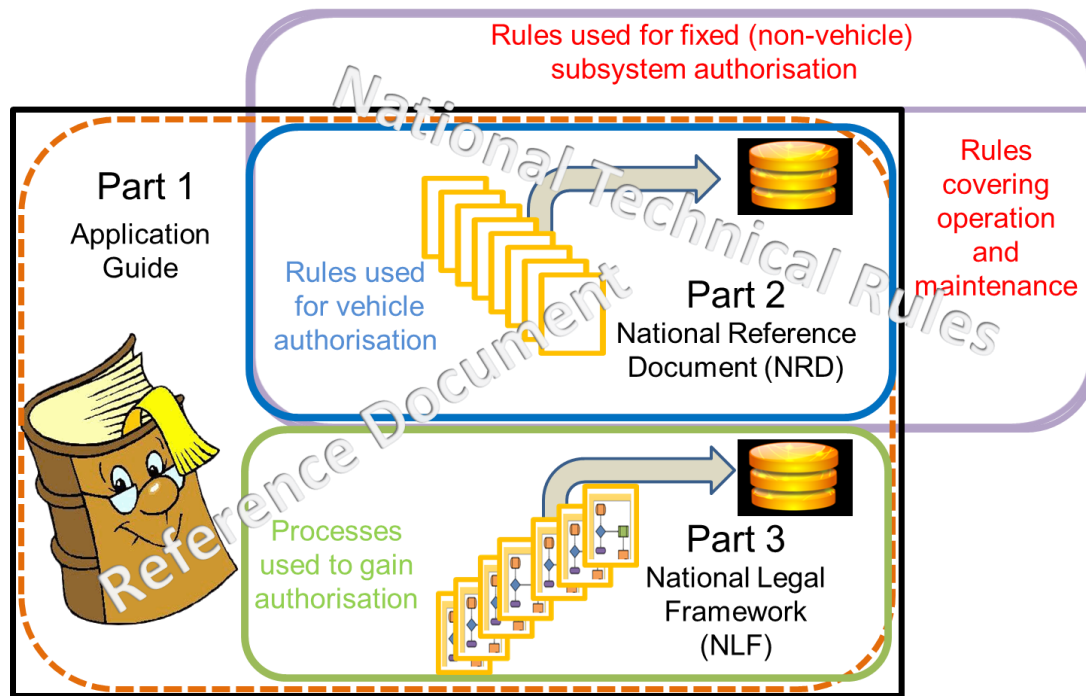 Rules used for fixed (non-vehicle)
subsystem authorisation
National Technical Rules
Part 1
Application
Guide
Rules used
for vehicle
authorisation
Part 2
National Reference
Document (NRD)
Rules
covering
operation
and
maintenance
Reference Document
Processes
used to gain
authorisation
Part 3
National Legal
Framework
(NLF)